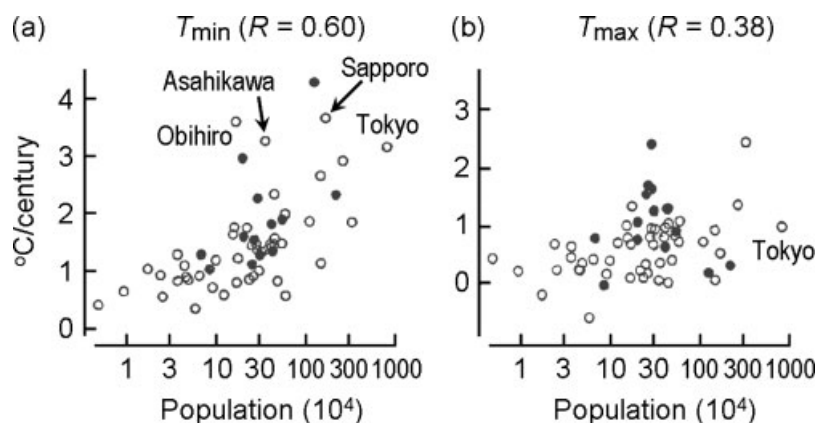 (a) Tmin (R = 0.60)
(b) Tmax (R = 0.38)
Asahikawa
Sapporo
Obihiro
Tokyo
4
3
2
1
0
°C/century
1 3 10 30 100 300 1000
Population (10⁴)
3
2
1
0
Tokyo
1 3 10 30 100 300 1000
Population (10⁴)